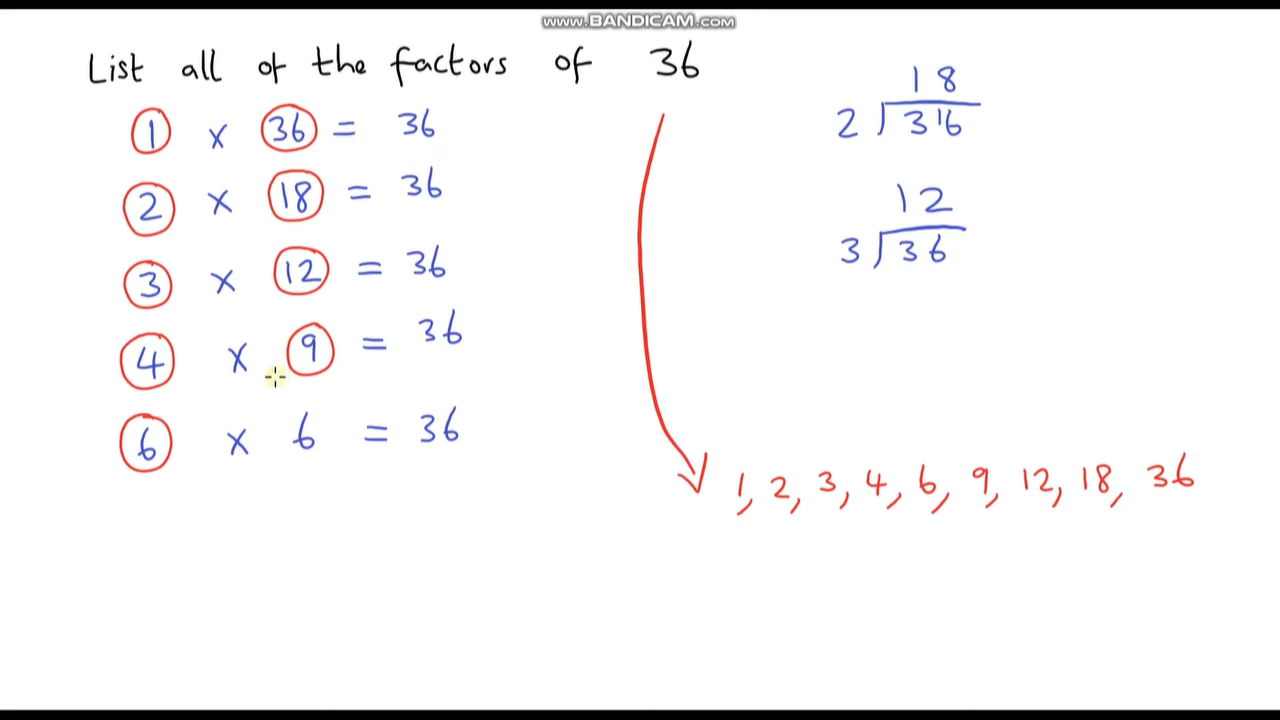 www.BANDICAM.com
List all of the factors of 36
1 x 36 = 36
2 x 18 = 36
3 x 12 = 36
4 x 9 = 36
6 x 6 = 36
18
2 ) 3 16
12
3 ) 36
1, 2, 3, 4, 6, 9, 12, 18, 36